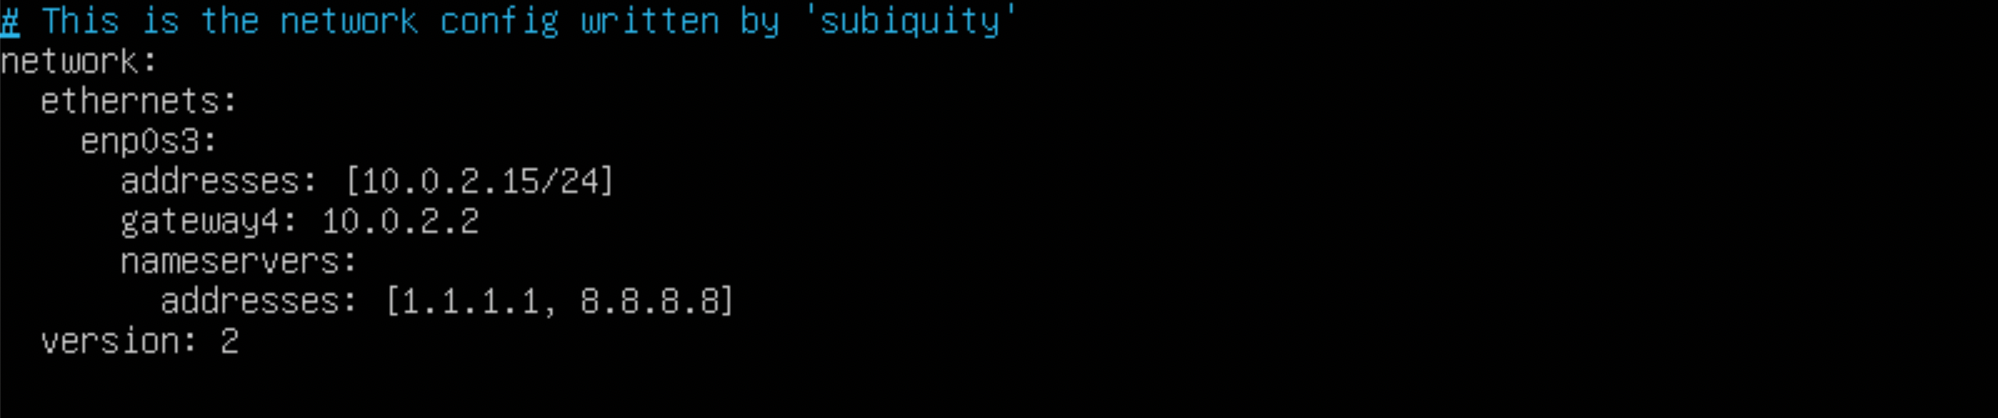 # This is the network config written by 'subiquity'
network:
  ethernets:
    enp0s3:
      addresses: [10.0.2.15/24]
      gateway4: 10.0.2.2
      nameservers:
        addresses: [1.1.1.1, 8.8.8.8]
  version: 2